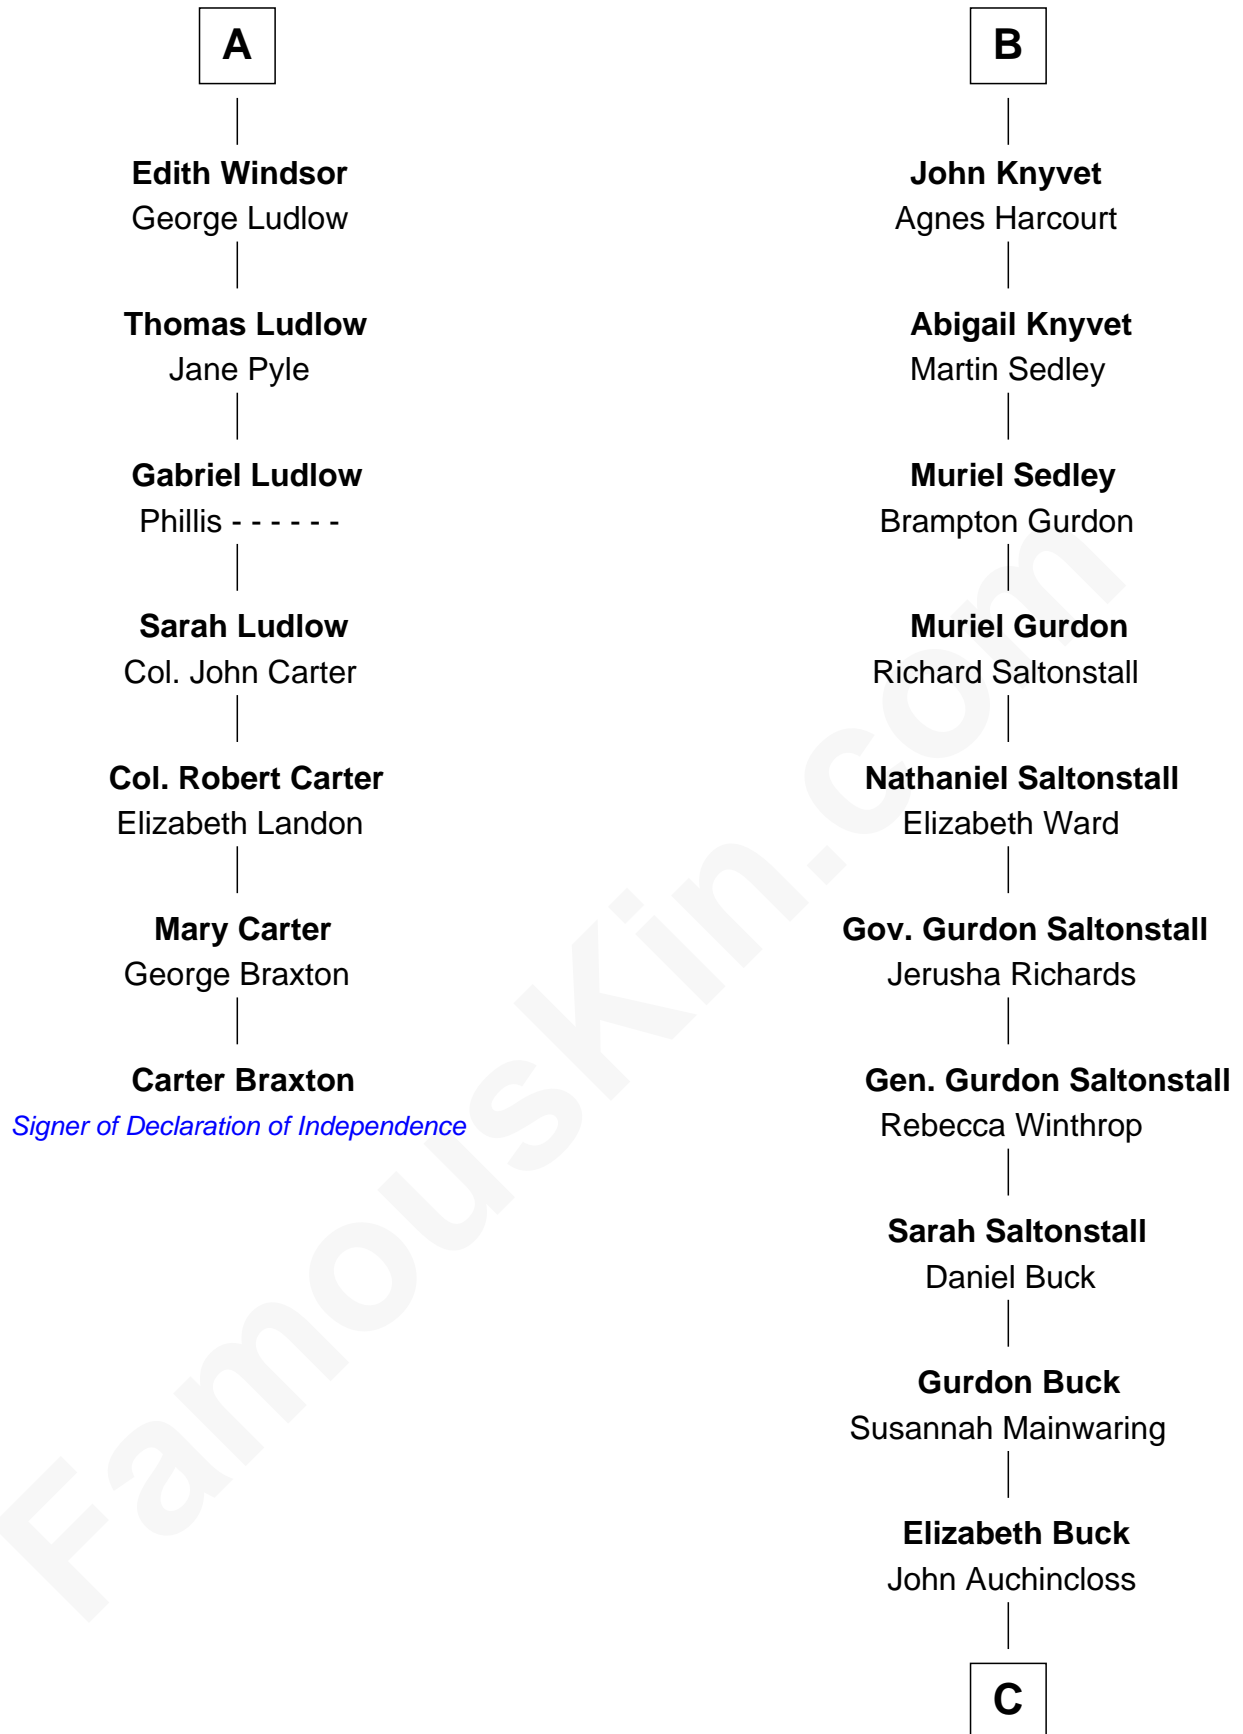 A
Edith Windsor
George Ludlow
Thomas Ludlow
Jane Pyle
Gabriel Ludlow
Phillis - - - - - -
Sarah Ludlow
Col. John Carter
Col. Robert Carter
Elizabeth Landon
Mary Carter
George Braxton
Carter Braxton
Signer of Declaration of Independence
B
John Knyvet
Agnes Harcourt
Abigail Knyvet
Martin Sedley
Muriel Sedley
Brampton Gurdon
Muriel Gurdon
Richard Saltonstall
Nathaniel Saltonstall
Elizabeth Ward
Gov. Gurdon Saltonstall
Jerusha Richards
Gen. Gurdon Saltonstall
Rebecca Winthrop
Sarah Saltonstall
Daniel Buck
Gurdon Buck
Susannah Mainwaring
Elizabeth Buck
John Auchincloss
C
FamousKin.com